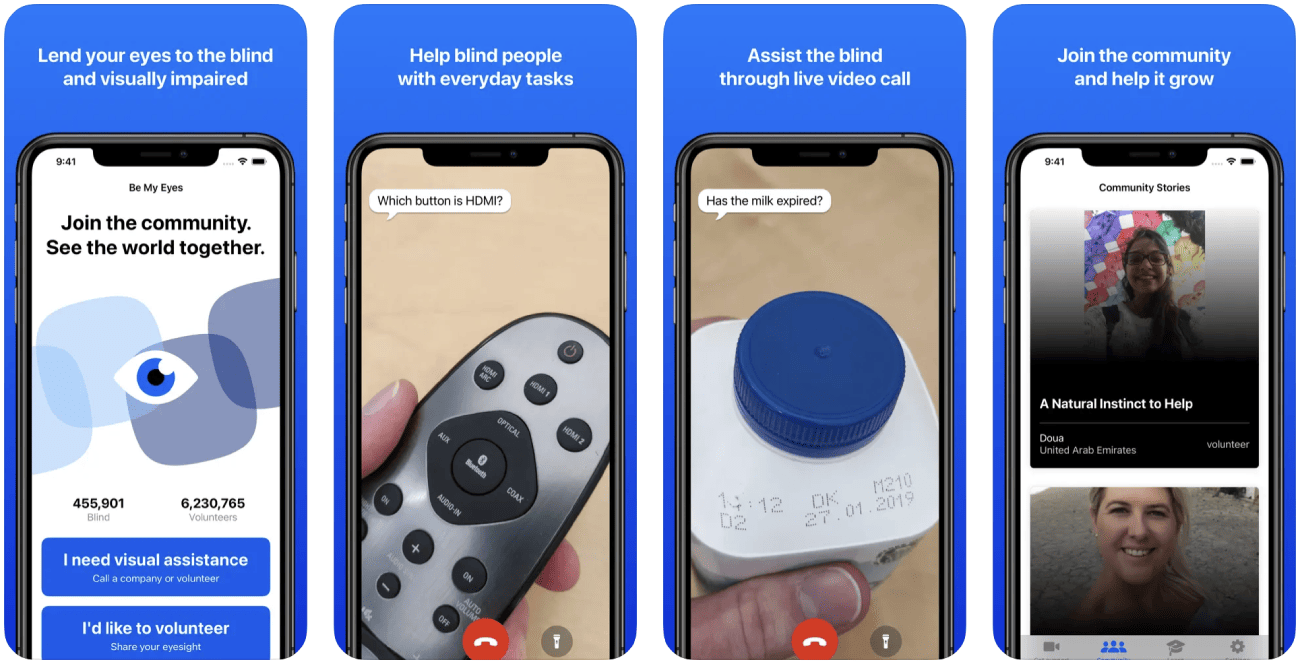 Lend your eyes to the blind
and visually impaired
9:41
Be My Eyes
Join the community.
See the world together.
455,901
Blind
6,230,765
Volunteers
I need visual assistance
Call a company or volunteer
I'd like to volunteer
Share your eyesight
Help blind people
with everyday tasks
Which button is HDMI?
HDMI
ARC
HDMI 1
HDMI 2
OPTICAL
AUX
Bluetooth
COAX
AUDIO-IN
ON
+
ON
−
AUTO
VOLUME
OFF
Assist the blind
through live video call
Has the milk expired?
:12
DK
M210
D2
27.01.2019
Join the community
and help it grow
9:41
Community Stories
A Natural Instinct to Help
Doua
United Arab Emirates
volunteer